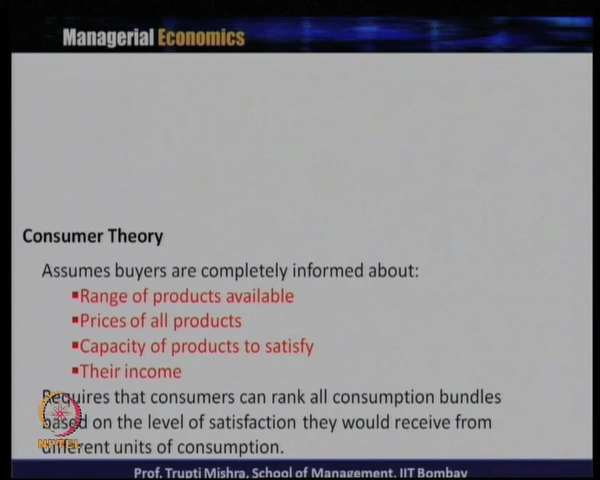 Managerial Economics
Consumer Theory
Assumes buyers are completely informed about:
▪Range of products available
▪Prices of all products
▪Capacity of products to satisfy
▪Their income
Requires that consumers can rank all consumption bundles
based on the level of satisfaction they would receive from
different units of consumption.
NPTEL
Prof. Trupti Mishra, School of Management, IIT Bombay